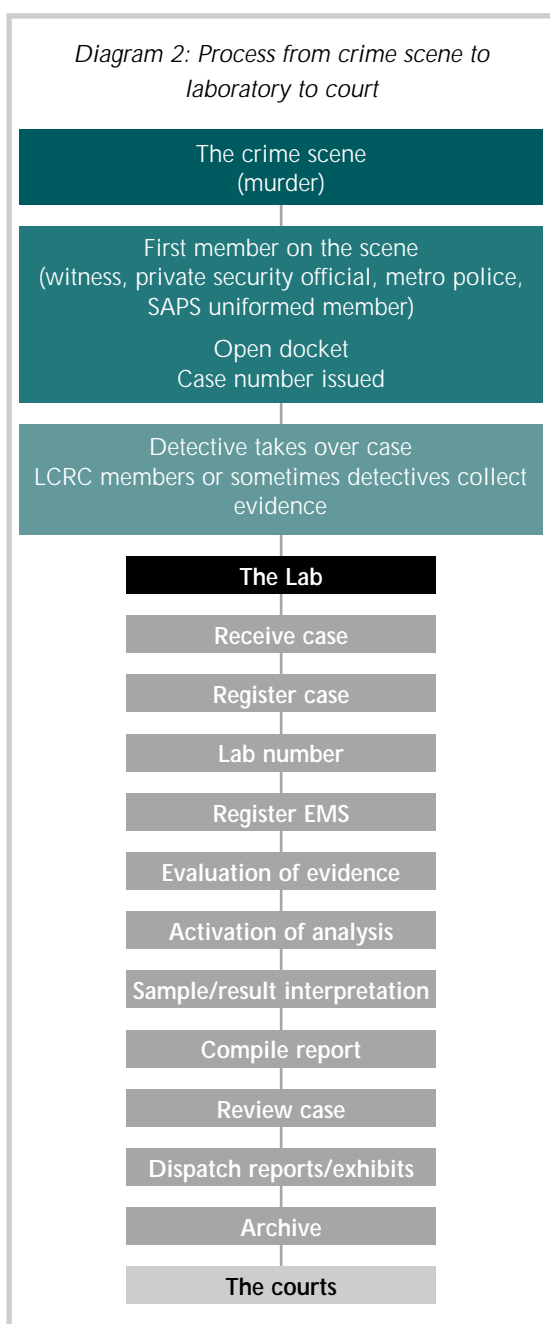 Diagram 2: Process from crime scene to
laboratory to court
The crime scene
(murder)
First member on the scene
(witness, private security official, metro police,
SAPS uniformed member)
Open docket
Case number issued
Detective takes over case
LCRC members or sometimes detectives collect
evidence
The Lab
Receive case
Register case
Lab number
Register EMS
Evaluation of evidence
Activation of analysis
Sample/result interpretation
Compile report
Review case
Dispatch reports/exhibits
Archive
The courts